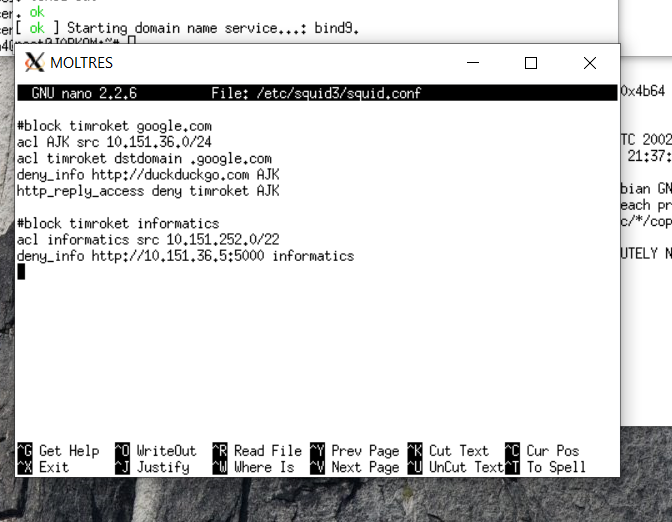 cer. ok
cer[ ok ] Starting domain name service...: bind9.
MOLTRES
GNU nano 2.2.6 File: /etc/squid3/squid.conf
#block timroket google.com
acl AJK src 10.151.36.0/24
acl timroket dstdomain .google.com
deny_info http://duckduckgo.com AJK
http_reply_access deny timroket AJK
#block timroket informatics
acl informatics src 10.151.252.0/22
deny_info http://10.151.36.5:5000 informatics
^G Get Help ^O WriteOut ^R Read File ^Y Prev Page ^K Cut Text ^C Cur Pos
^X Exit ^J Justify ^W Where Is ^V Next Page ^U UnCut Text ^T To Spell
0x4b64
TC 2002
21:37:
bian GN
each pr
c/*/cop
UTELY N